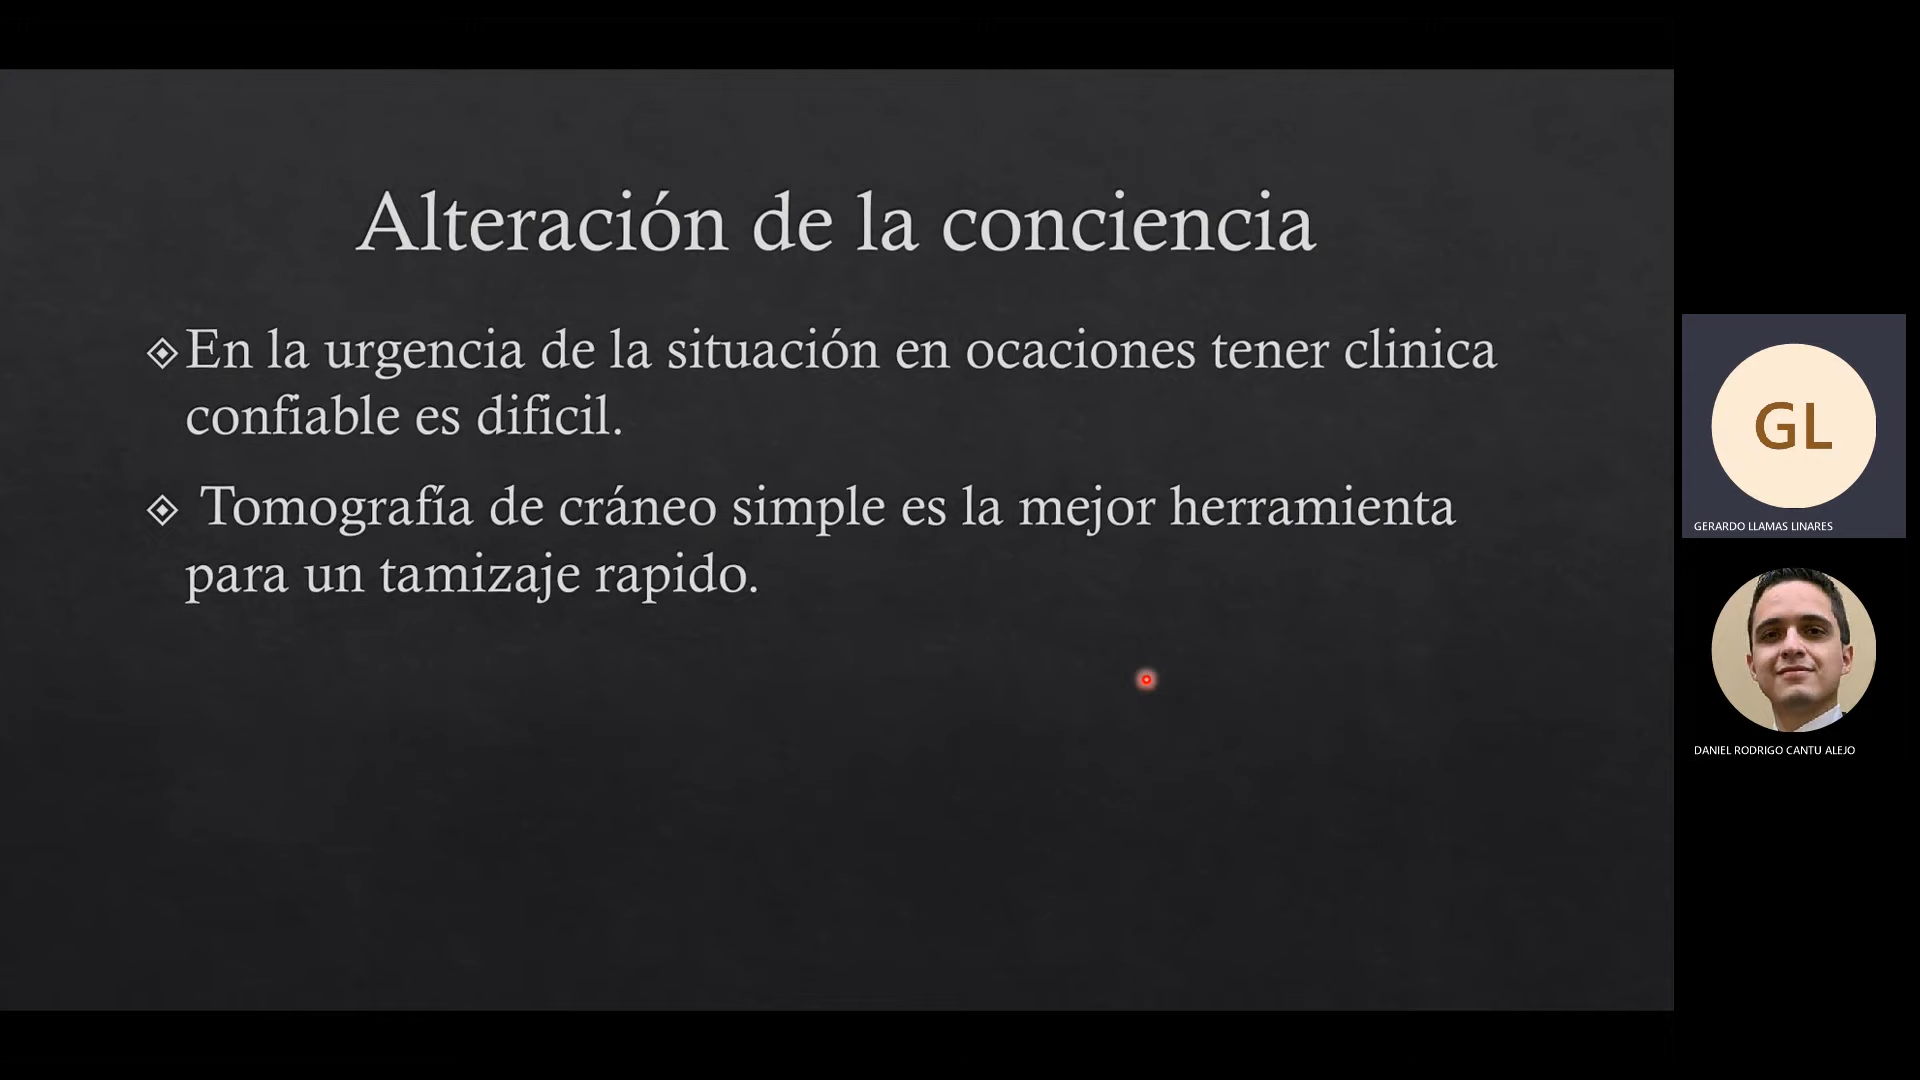 Alteración de la conciencia
En la urgencia de la situación en ocaciones tener clinica
confiable es dificil.
Tomografía de cráneo simple es la mejor herramienta
para un tamizaje rapido.
GL
GERARDO LLAMAS LINARES
DANIEL RODRIGO CANTU ALEJO